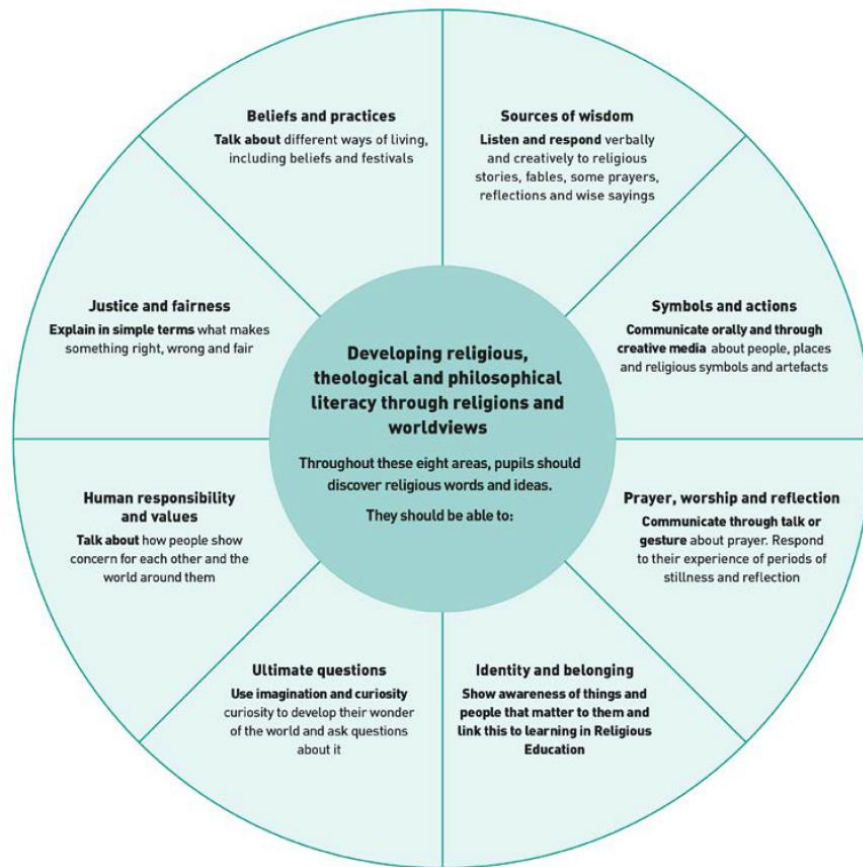 Beliefs and practices
Talk about different ways of living,
including beliefs and festivals
Sources of wisdom
Listen and respond verbally
and creatively to religious
stories, fables, some prayers,
reflections and wise sayings
Symbols and actions
Communicate orally and through
creative media about people, places
and religious symbols and artefacts
Prayer, worship and reflection
Communicate through talk or
gesture about prayer. Respond
to their experience of periods of
stillness and reflection
Identity and belonging
Show awareness of things and
people that matter to them and
link this to learning in Religious
Education
Ultimate questions
Use imagination and curiosity
curiosity to develop their wonder
of the world and ask questions
about it
Human responsibility
and values
Talk about how people show
concern for each other and the
world around them
Justice and fairness
Explain in simple terms what makes
something right, wrong and fair
Developing religious,
theological and philosophical
literacy through religions and
worldviews
Throughout these eight areas, pupils should
discover religious words and ideas.
They should be able to: